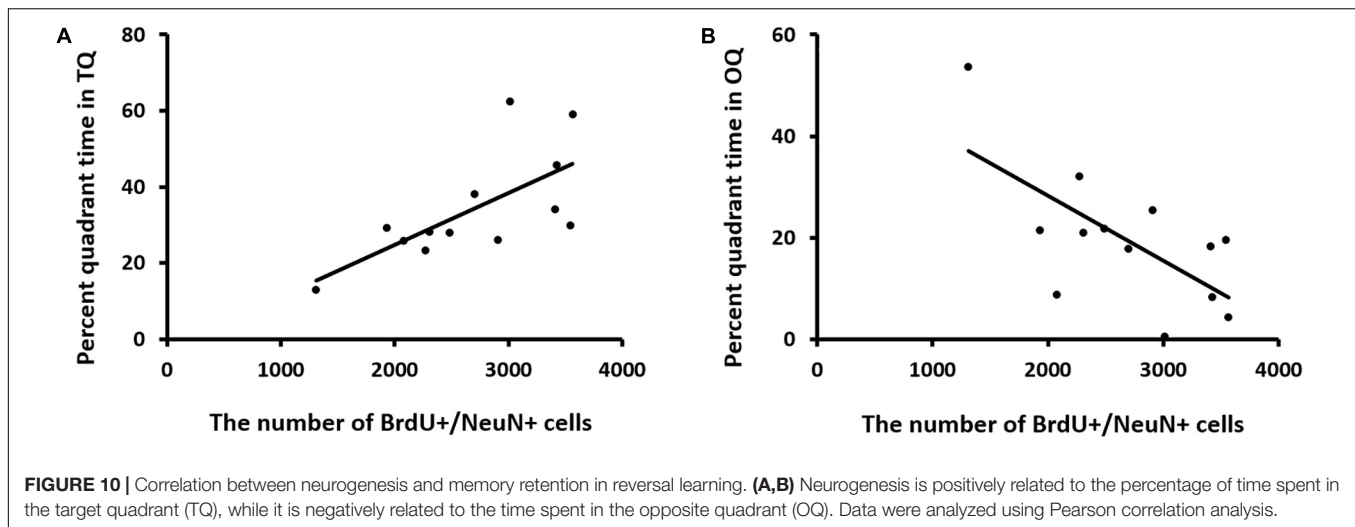 A
B
Percent quadrant time in TQ
80
60
40
20
0
0 1000 2000 3000 4000
The number of BrdU+/NeuN+ cells
Percent quadrant time in OQ
60
40
20
0
0 1000 2000 3000 4000
The number of BrdU+/NeuN+ cells
FIGURE 10 | Correlation between neurogenesis and memory retention in reversal learning. (A,B) Neurogenesis is positively related to the percentage of time spent in
the target quadrant (TQ), while it is negatively related to the time spent in the opposite quadrant (OQ). Data were analyzed using Pearson correlation analysis.